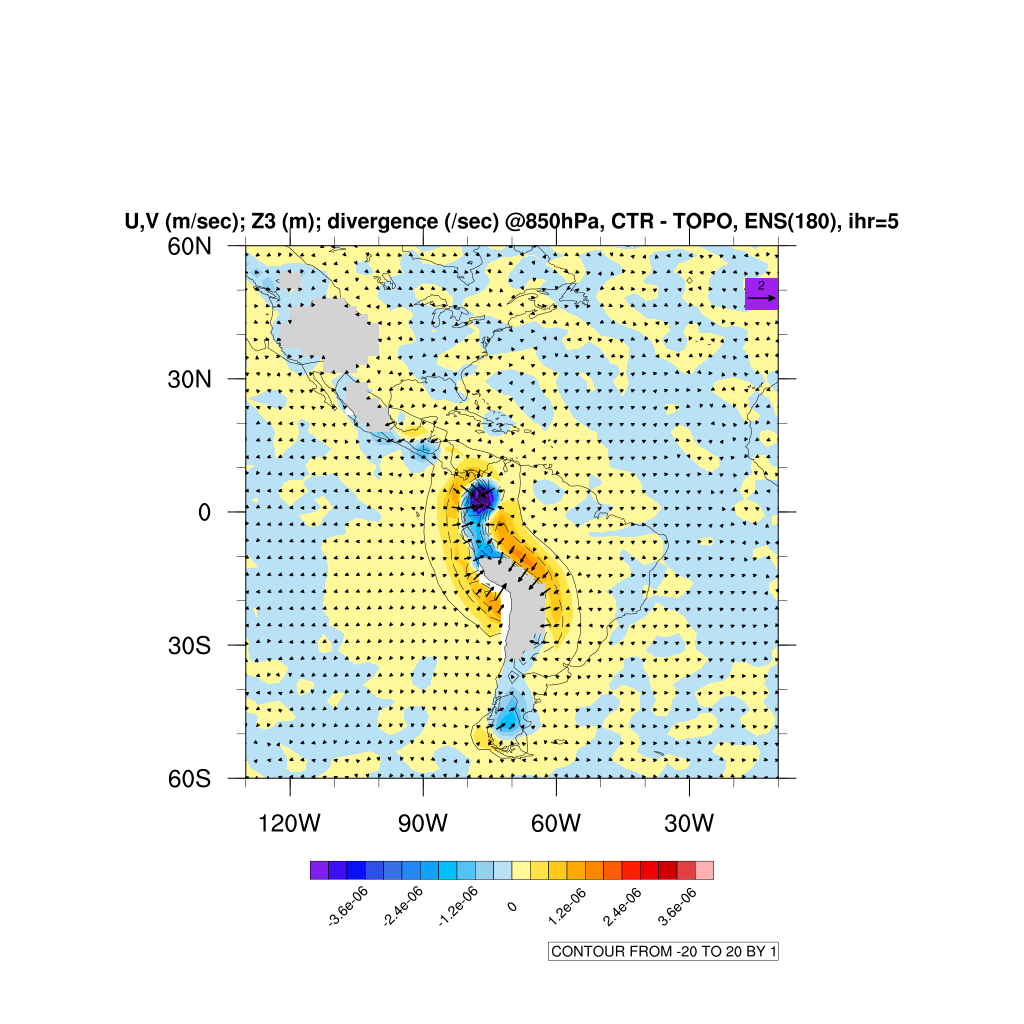 U,V (m/sec); Z3 (m); divergence (/sec) @850hPa, CTR - TOPO, ENS(180), ihr=5
60N
2
30N
0
30S
60S
120W 90W 60W 30W
-3.6e-06 -2.4e-06 -1.2e-06 0 1.2e-06 2.4e-06 3.6e-06
CONTOUR FROM -20 TO 20 BY 1